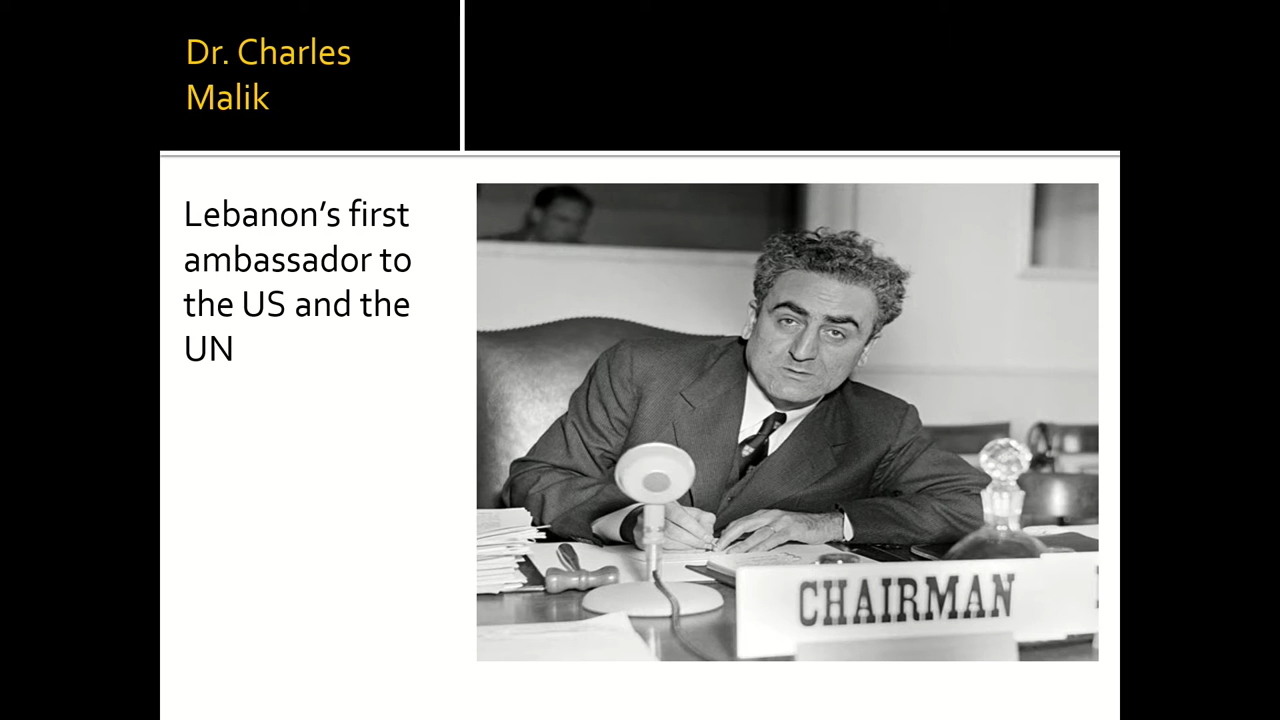 Dr. Charles
Malik
Lebanon’s first
ambassador to
the US and the
UN
CHAIRMAN